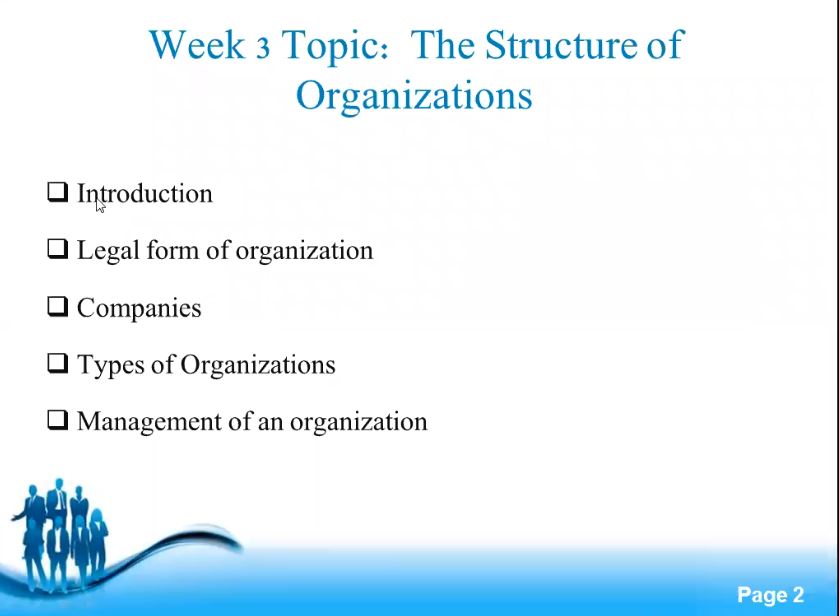 Week 3 Topic: The Structure of
Organizations
Introduction
Legal form of organization
Companies
Types of Organizations
Management of an organization
Page 2